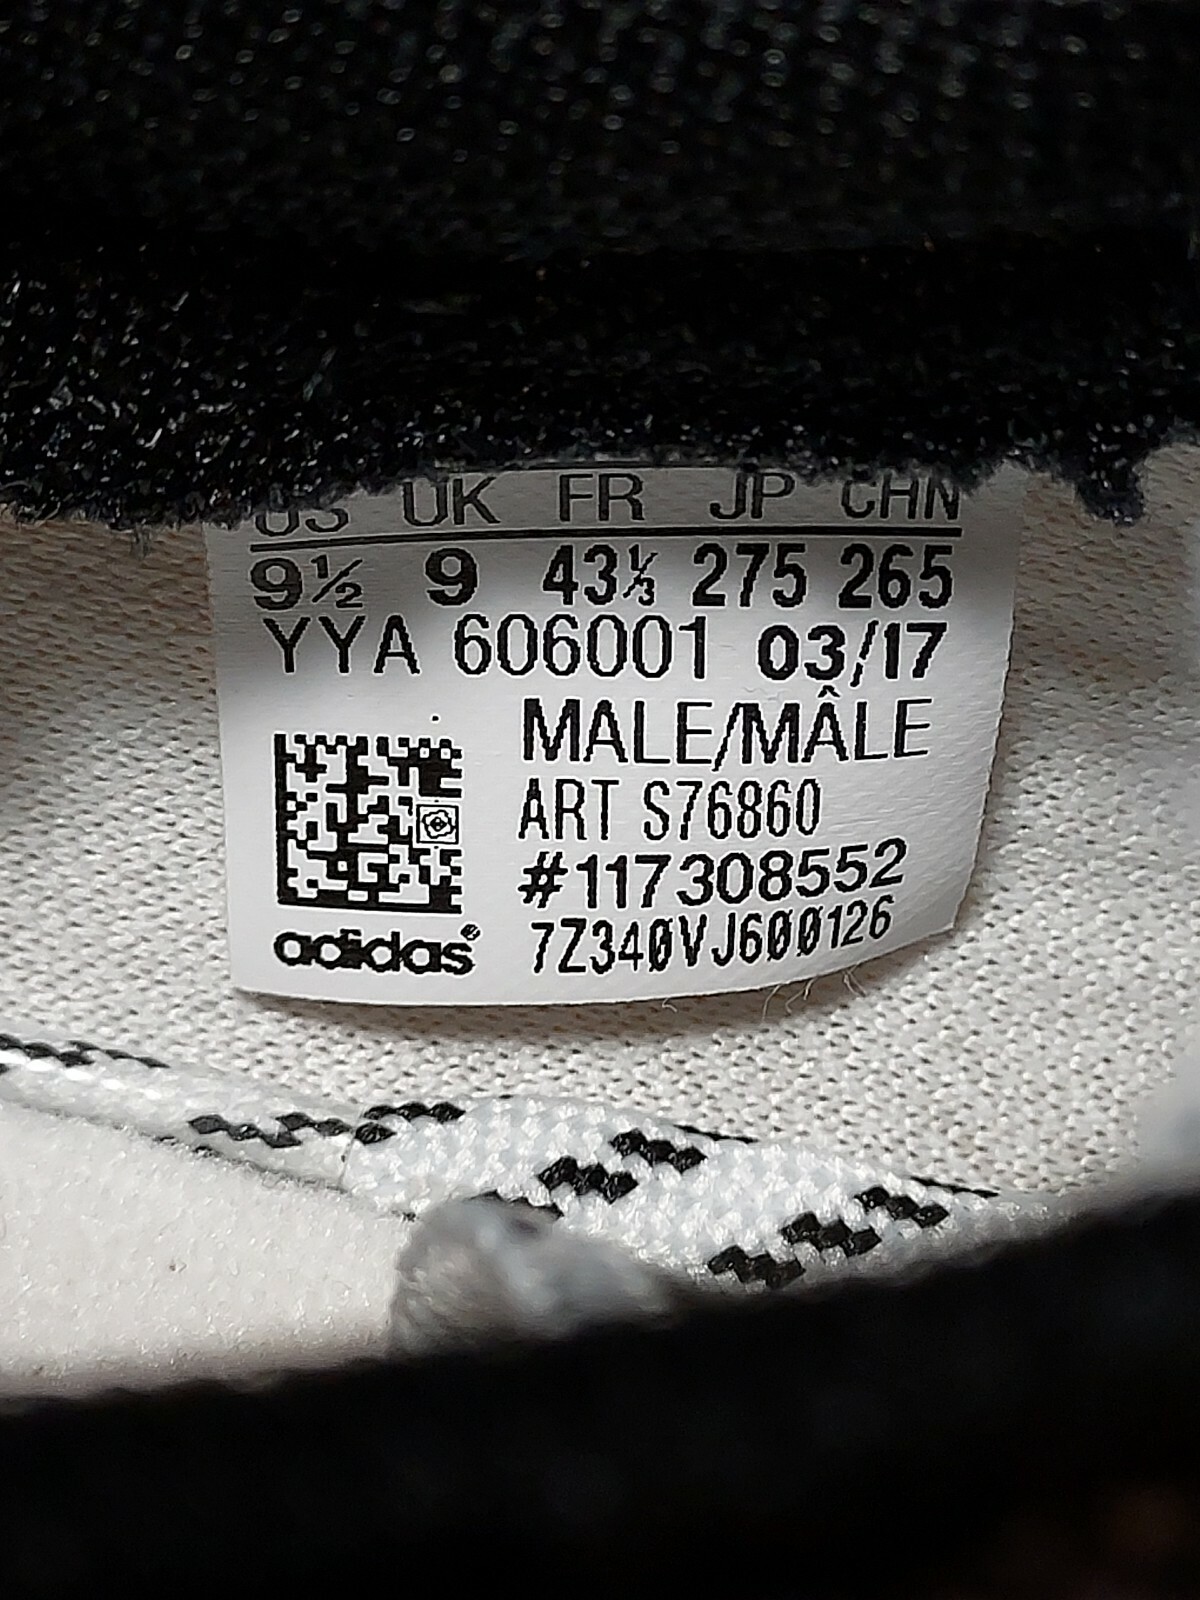 US UK FR JP CHN
9½ 9 43⅓ 275 265
YYA 606001 03/17
MALE/MÂLE
ART S76860
#117308552
adidas® 7Z340VJ600126